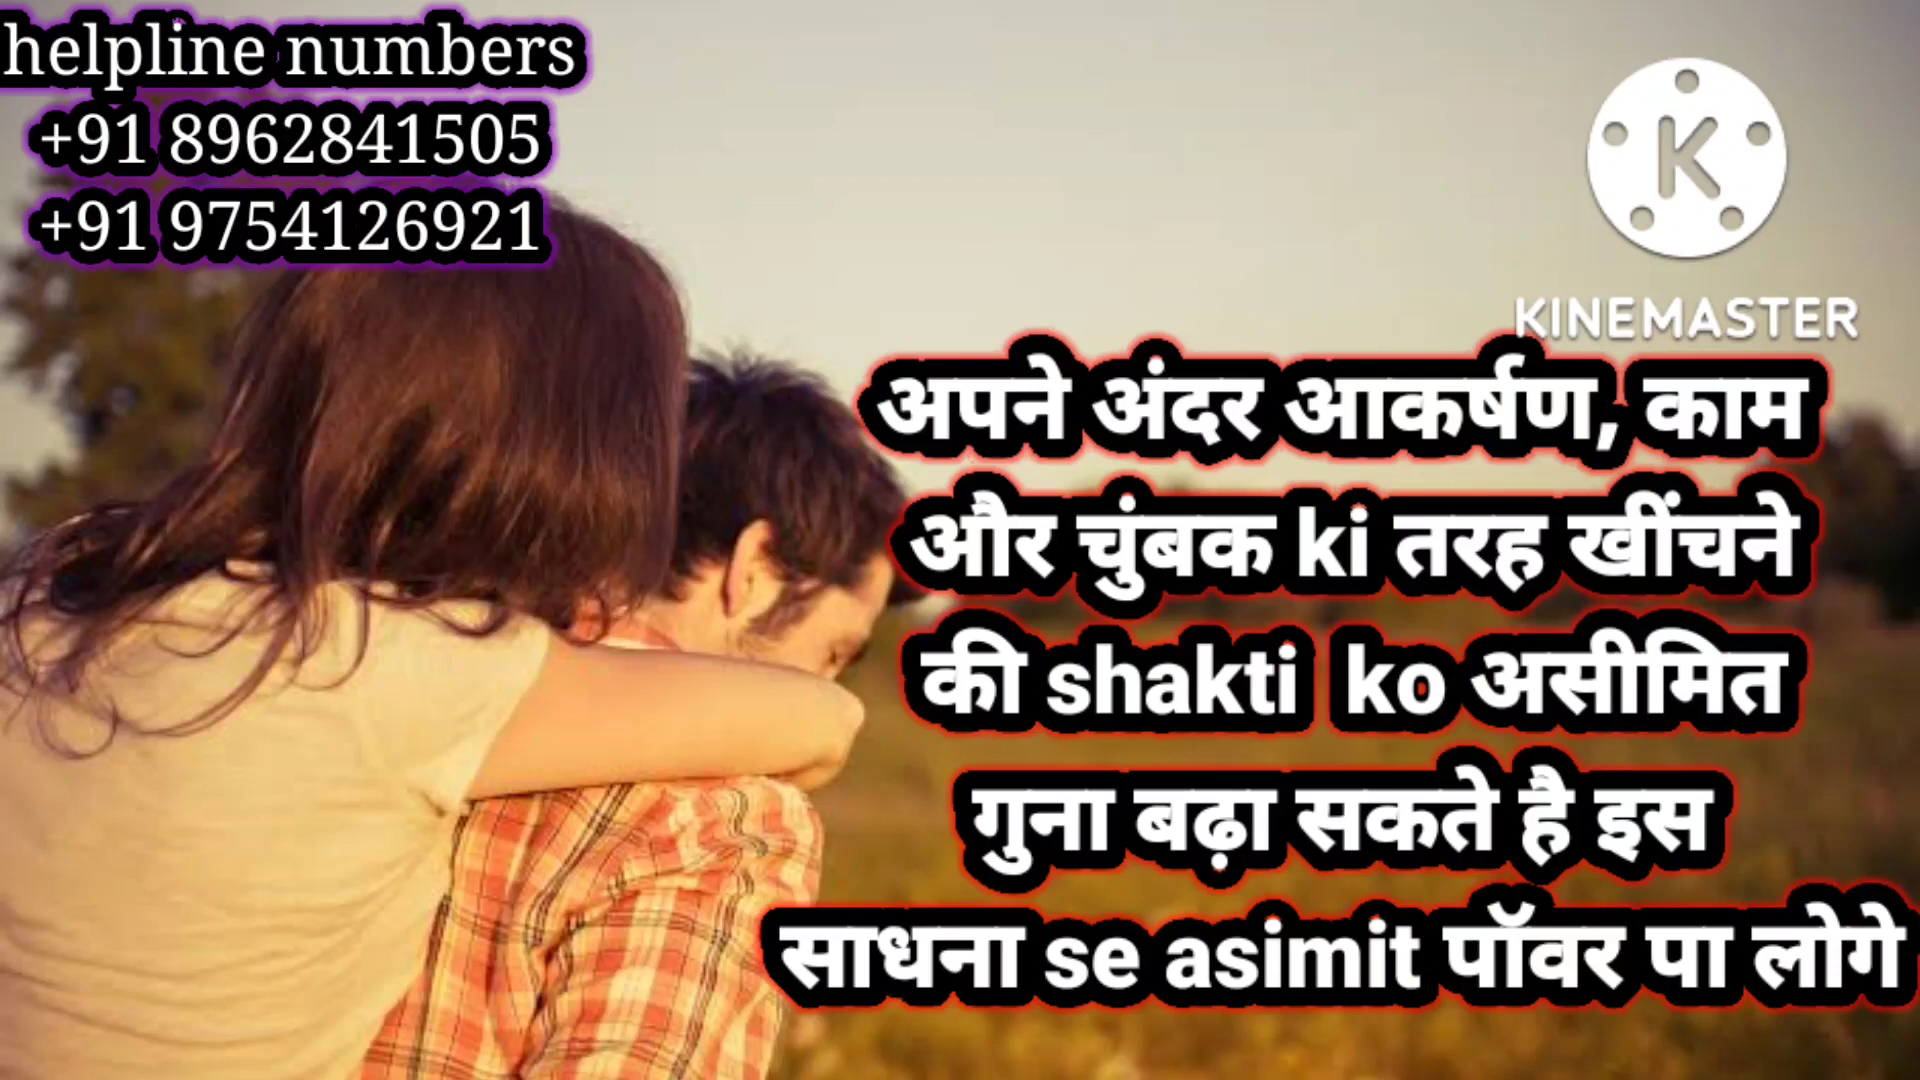 helpline numbers
+91 8962841505
+91 9754126921
KINEMASTER
अपने अंदर आकर्षण, काम
और चुंबक ki तरह खींचने
की shakti ko असीमित
गुना बढ़ा सकते है इस
साधना se asimit पॉवर पा लोगे